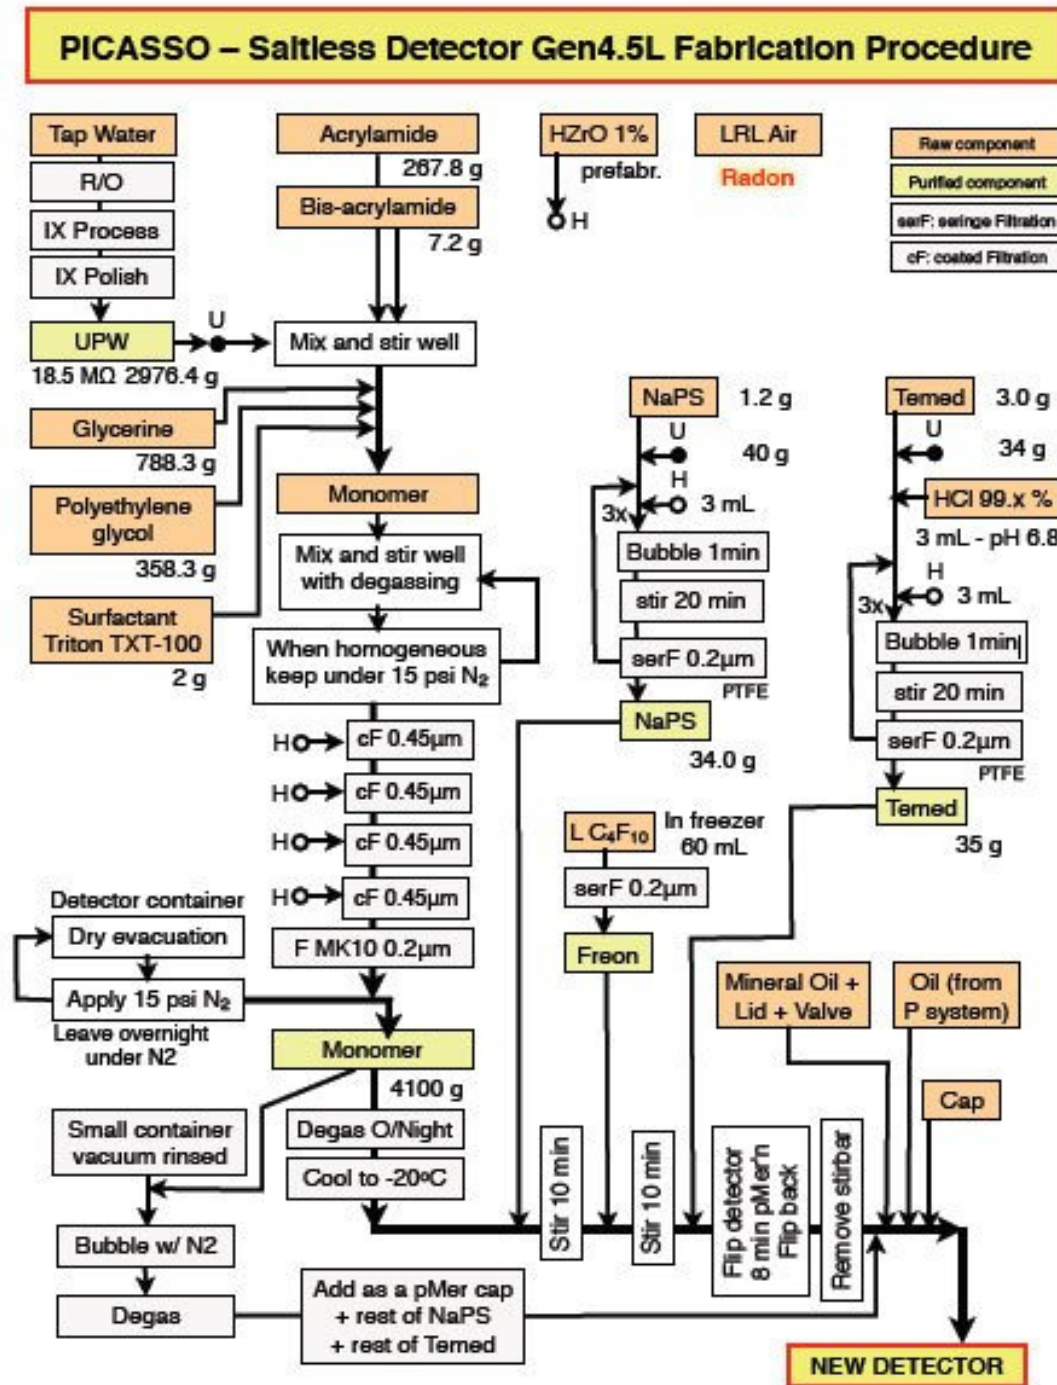 PICASSO – Saltless Detector Gen4.5L Fabrication Procedure
Tap Water
R/O
IX Process
IX Polish
UPW
18.5 MΩ 2976.4 g
U
Glycerine
788.3 g
Polyethylene
glycol
358.3 g
Surfactant
Triton TXT-100
2 g
Acrylamide
267.8 g
Bis-acrylamide
7.2 g
Mix and stir well
Monomer
Mix and stir well
with degassing
When homogeneous
keep under 15 psi N₂
H
cF 0.45µm
H
cF 0.45µm
H
cF 0.45µm
H
cF 0.45µm
F MK10 0.2µm
HZrO 1%
prefabr.
H
LRL Air
Radon
Raw component
Purified component
serF: seringe Filtration
cF: coated Filtration
NaPS
1.2 g
U
40 g
H
3 mL
3x
Bubble 1min
stir 20 min
serF 0.2µm
PTFE
NaPS
34.0 g
Temed
3.0 g
U
34 g
HCl 99.x %
3 mL - pH 6.8
H
3 mL
3x
Bubble 1min|
stir 20 min
serF 0.2µm
PTFE
Temed
35 g
L C₄F₁₀
In freezer
60 mL
serF 0.2µm
Freon
Detector container
Dry evacuation
Apply 15 psi N₂
Leave overnight
under N2
Monomer
4100 g
Degas O/Night
Cool to -20ºC
Small container
vacuum rinsed
Bubble w/ N2
Degas
Add as a pMer cap
+ rest of NaPS
+ rest of Temed
Stir 10 min
Stir 10 min
Flip detector
8 min pMer'n
Flip back
Remove stirbar
Mineral Oil +
Lid + Valve
Oil (from
P system)
Cap
NEW DETECTOR